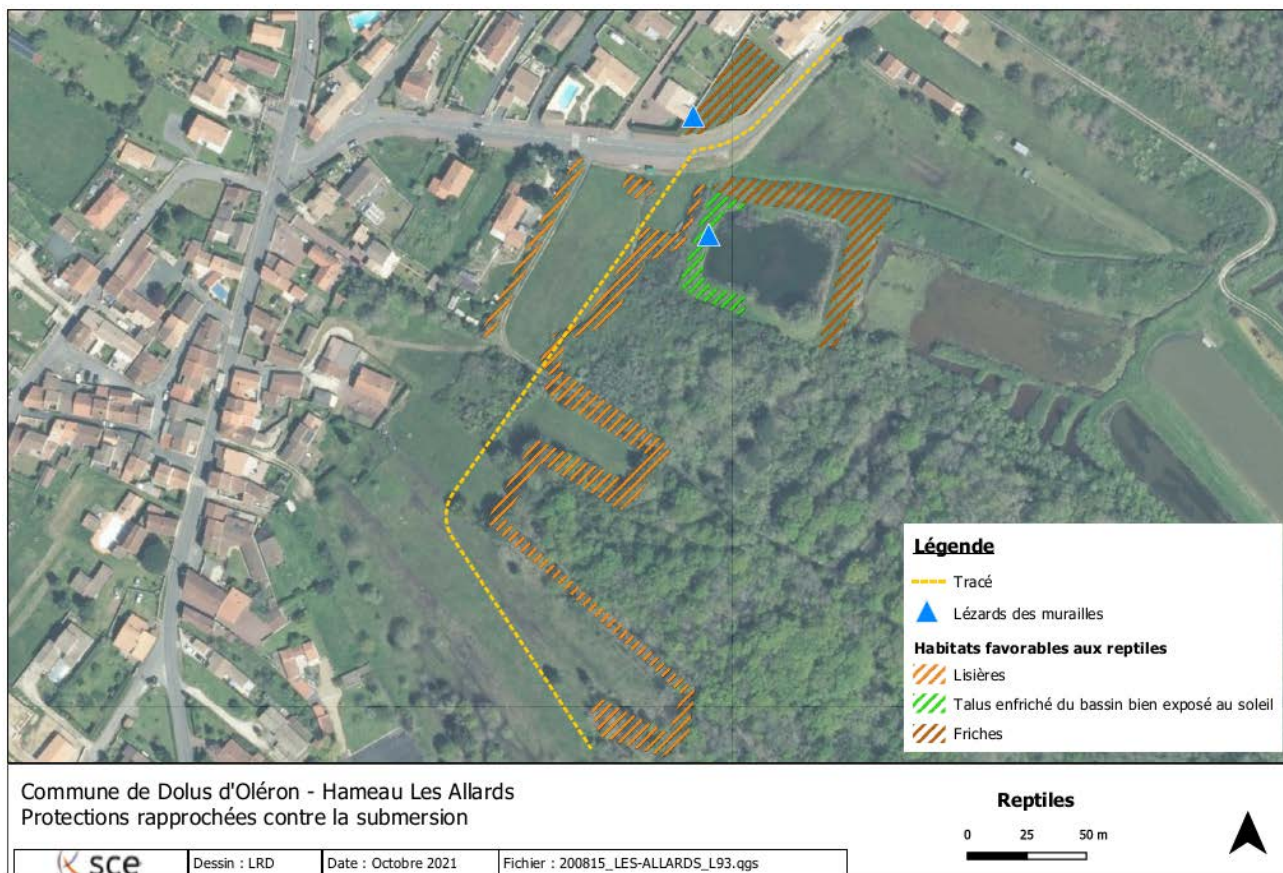 Légende
Tracé
Lézards des murailles
Habitats favorables aux reptiles
Lisières
Talus enfriché du bassin bien exposé au soleil
Friches
Commune de Dolus d'Oléron - Hameau Les Allards
Protections rapprochées contre la submersion
Reptiles
0 25 50 m
sce
Dessin : LRD
Date : Octobre 2021
Fichier : 200815_LES-ALLARDS_L93.qgs